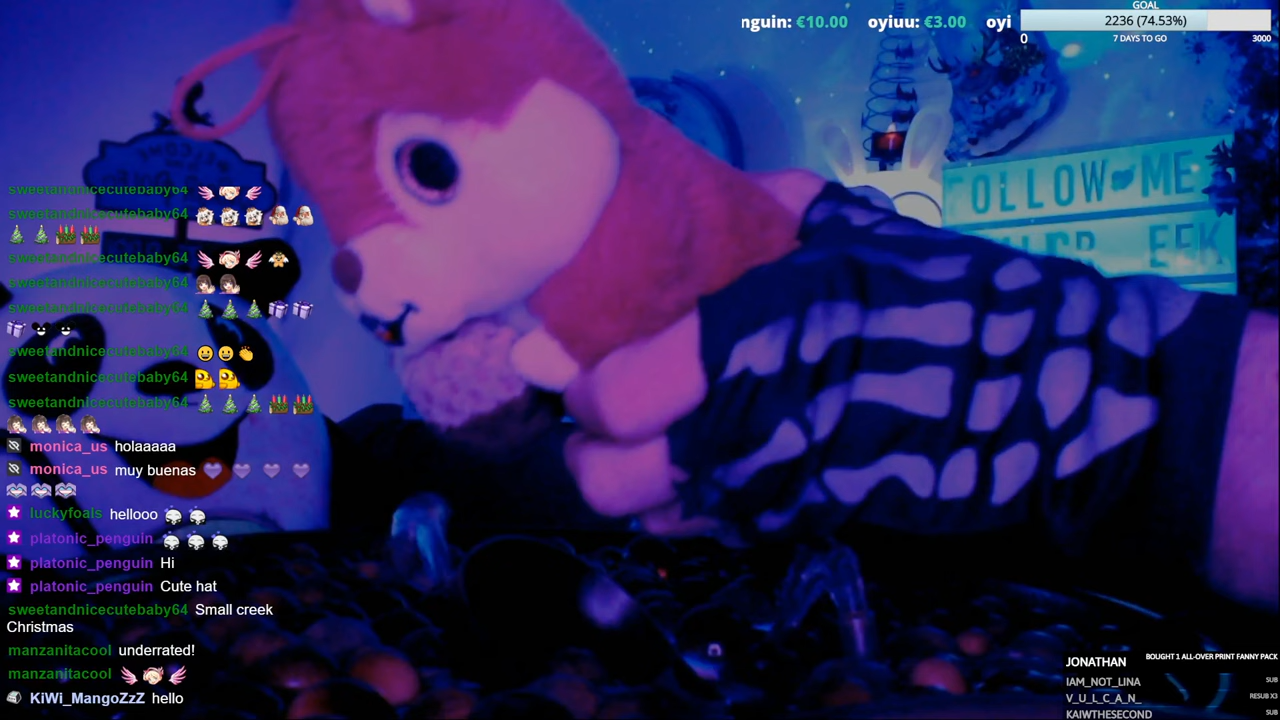 nguin: €10.00 oyiuu: €3.00 oyi
GOAL
2236 (74.53%)
0 7 DAYS TO GO 3000
FOLLOW ME
sweetandnicecutebaby64
sweetandnicecutebaby64
sweetandnicecutebaby64
sweetandnicecutebaby64
sweetandnicecutebaby64
sweetandnicecutebaby64
sweetandnicecutebaby64
sweetandnicecutebaby64
monica_us holaaaaa
monica_us muy buenas
luckyfoals hellooo
platonic_penguin
platonic_penguin Hi
platonic_penguin Cute hat
sweetandnicecutebaby64 Small creek
Christmas
manzanitacool underrated!
manzanitacool
KiWi_MangoZzZ hello
JONATHAN BOUGHT 1 ALL-OVER PRINT FANNY PACK
IAM_NOT_LINA SUB
V_U_L_C_A_N_ RESUB X3
KAIWTHESECOND SUB